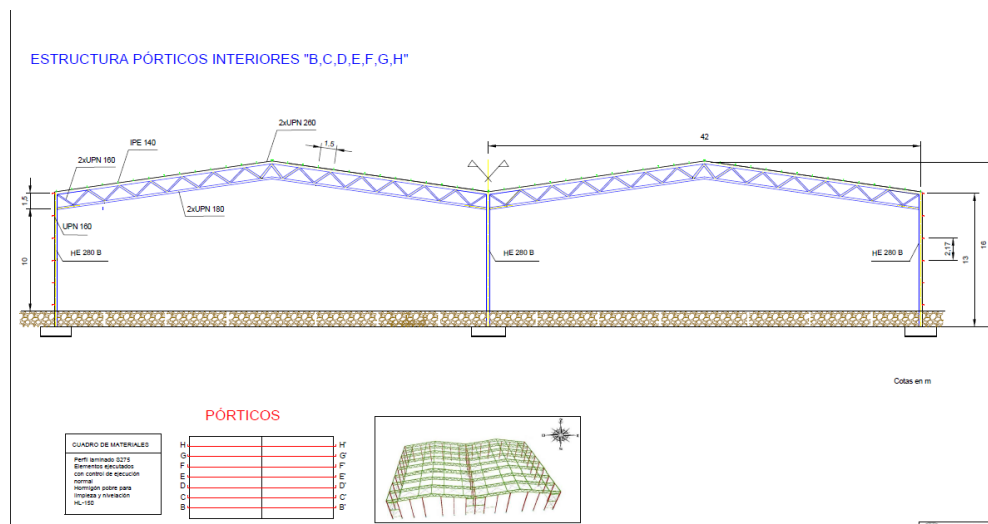 ESTRUCTURA PÓRTICOS INTERIORES "B,C,D,E,F,G,H"
2xUPN 260
1,5
42
IPE 140
2xUPN 160
2xUPN 180
1,5
UPN 160
HE 280 B
HE 280 B
HE 280 B
10
2,17
13
16
Cotas en m
PÓRTICOS
CUADRO DE MATERIALES
Perfil laminado S275
Elementos ejecutados
con control de ejecución
normal
Hormigón pobre para
limpieza y nivelación
HL-150
H H'
G G'
F F'
E E'
D D'
C C'
B B'